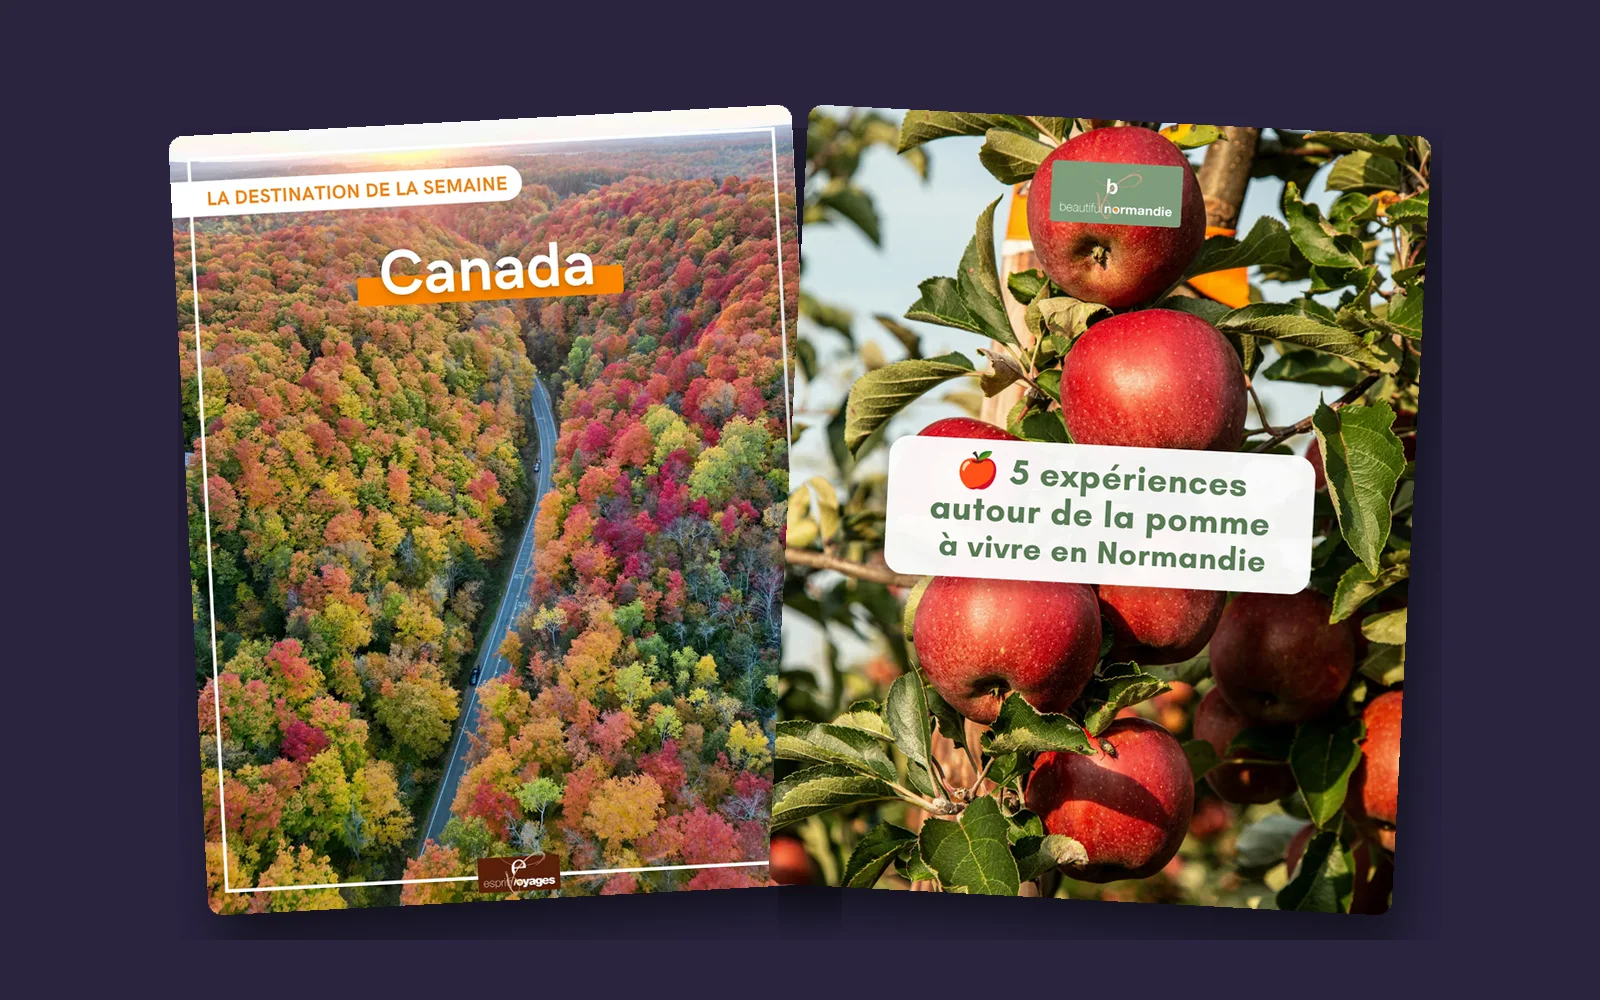 LA DESTINATION DE LA SEMAINE
Canada
e
esprit voyages
b
beautiful normandie
5 expériences
autour de la pomme
à vivre en Normandie